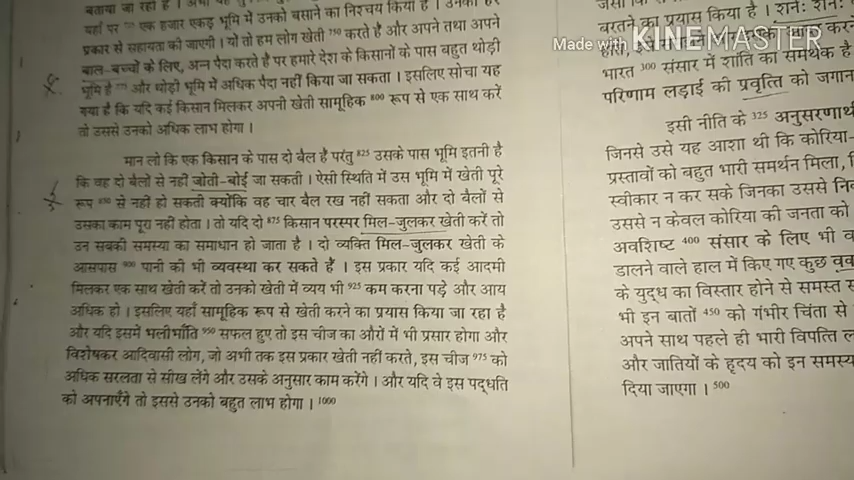 बताया जा रहा है । अभी
यहाँ पर एक हजार एकड़ भूमि में उनको बसाने का निश्चय किया है । उनको हर
प्रकार से सहायता की जाएगी । यों तो हम लोग खेती 750 करते हैं और अपने तथा अपने
बाल-बच्चों के लिए, अन्न पैदा करते हैं पर हमारे देश के किसानों के पास बहुत थोड़ी
भूमि है और थोड़ी भूमि में अधिक पैदा नहीं किया जा सकता । इसलिए सोचा यह
गया है कि यदि कई किसान मिलकर अपनी खेती सामूहिक 800 रूप से एक साथ करें
तो उससे उनको अधिक लाभ होगा ।
मान लो कि एक किसान के पास दो बैल हैं परंतु 825 उसके पास भूमि इतनी है
कि वह दो बैलों से नहीं जोती-बोई जा सकती । ऐसी स्थिति में उस भूमि में खेती पूरे
रूप 850 से नहीं हो सकती क्योंकि वह चार बैल रख नहीं सकता और दो बैलों से
उसका काम पूरा नहीं होता । तो यदि दो 875 किसान परस्पर मिल-जुलकर खेती करें तो
उन सबकी समस्या का समाधान हो जाता है । दो व्यक्ति मिल-जुलकर खेती के
आसपास 900 पानी की भी व्यवस्था कर सकते हैं । इस प्रकार यदि कई आदमी
मिलकर एक साथ खेती करें तो उनको खेती में व्यय भी 925 कम करना पड़े और आय
अधिक हो । इसलिए यहाँ सामूहिक रूप से खेती करने का प्रयास किया जा रहा है
और यदि इसमें भलीभाँति 950 सफल हुए तो इस चीज का औरों में भी प्रसार होगा और
विशेषकर आदिवासी लोग, जो अभी तक इस प्रकार खेती नहीं करते, इस चीज 975 को
अधिक सरलता से सीख लेंगे और उसके अनुसार काम करेंगे । और यदि वे इस पद्धति
को अपनाएँगे तो इससे उनको बहुत लाभ होगा । 1000
बरतने का प्रयास किया है । शनैः शनैः
Made with KINEMASTER
भारत 300 संसार में शांति का समर्थक है
परिणाम लड़ाई की प्रवृत्ति को जगान
इसी नीति के 325 अनुसरणार्थ
जिनसे उसे यह आशा थी कि कोरिया-
प्रस्तावों को बहुत भारी समर्थन मिला,
स्वीकार न कर सके जिनका उससे
उससे न केवल कोरिया की जनता को
अवशिष्ट 400 संसार के लिए भी
डालने वाले हाल में किए गए कुछ
के युद्ध का विस्तार होने से समस्त
भी इन बातों 450 को गंभीर चिंता से
अपने साथ पहले ही भारी विपत्ति
और जातियों के हृदय को इन समस्य
दिया जाएगा । 500